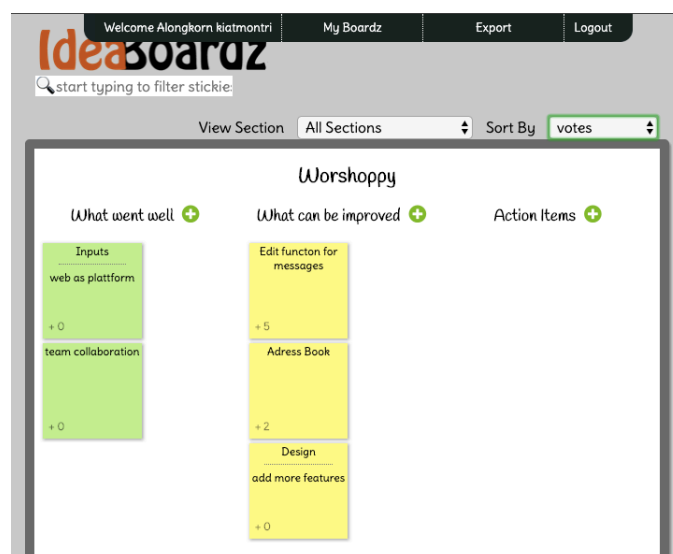 Welcome Alongkorn kiatmontri My Boardz Export Logout
IdeaBoardz
start typing to filter stickie
View Section All Sections Sort By votes
Worshoppy
What went well What can be improved Action Items
Inputs
web as plattform
+ 0
team collaboration
+ 0
Edit functon for
messages
+ 5
Adress Book
+ 2
Design
add more features
+ 0